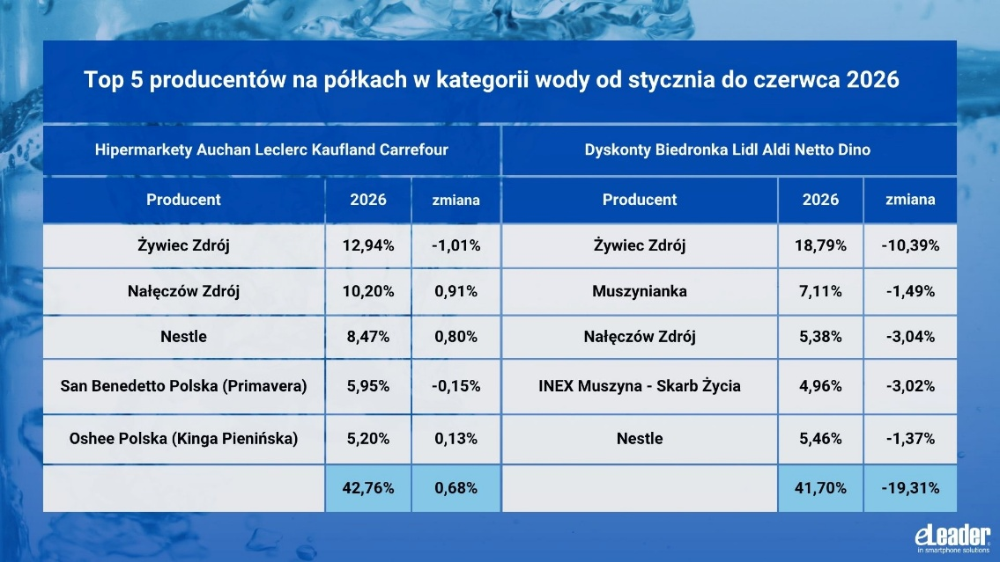 Top 5 producentów na półkach w kategorii wody od stycznia do czerwca 2026
Hipermarkety Auchan Leclerc Kaufland Carrefour Dyskonty Biedronka Lidl Aldi Netto Dino
Producent 2026 zmiana Producent 2026 zmiana
Żywiec Zdrój 12,94% -1,01% Żywiec Zdrój 18,79% -10,39%
Nałęczów Zdrój 10,20% 0,91% Muszynianka 7,11% -1,49%
Nestle 8,47% 0,80% Nałęczów Zdrój 5,38% -3,04%
San Benedetto Polska (Primavera) 5,95% -0,15% INEX Muszyna - Skarb Życia 4,96% -3,02%
Oshee Polska (Kinga Pienińska) 5,20% 0,13% Nestle 5,46% -1,37%
42,76% 0,68% 41,70% -19,31%
eLeader
in smartphone solutions